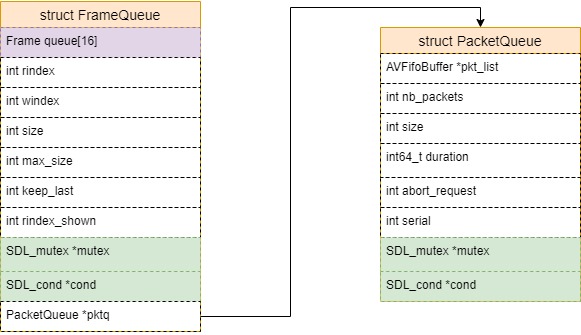 struct FrameQueue
Frame queue[16]
int rindex
int windex
int size
int max_size
int keep_last
int rindex_shown
SDL_mutex *mutex
SDL_cond *cond
PacketQueue *pktq
struct PacketQueue
AVFifoBuffer *pkt_list
int nb_packets
int size
int64_t duration
int abort_request
int serial
SDL_mutex *mutex
SDL_cond *cond